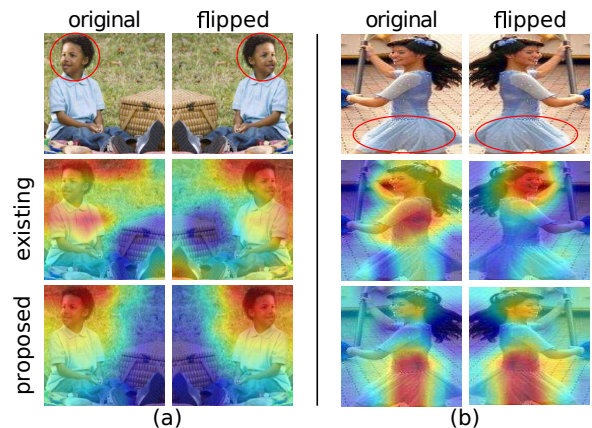 original flipped original flipped
existing
proposed
(a) (b)